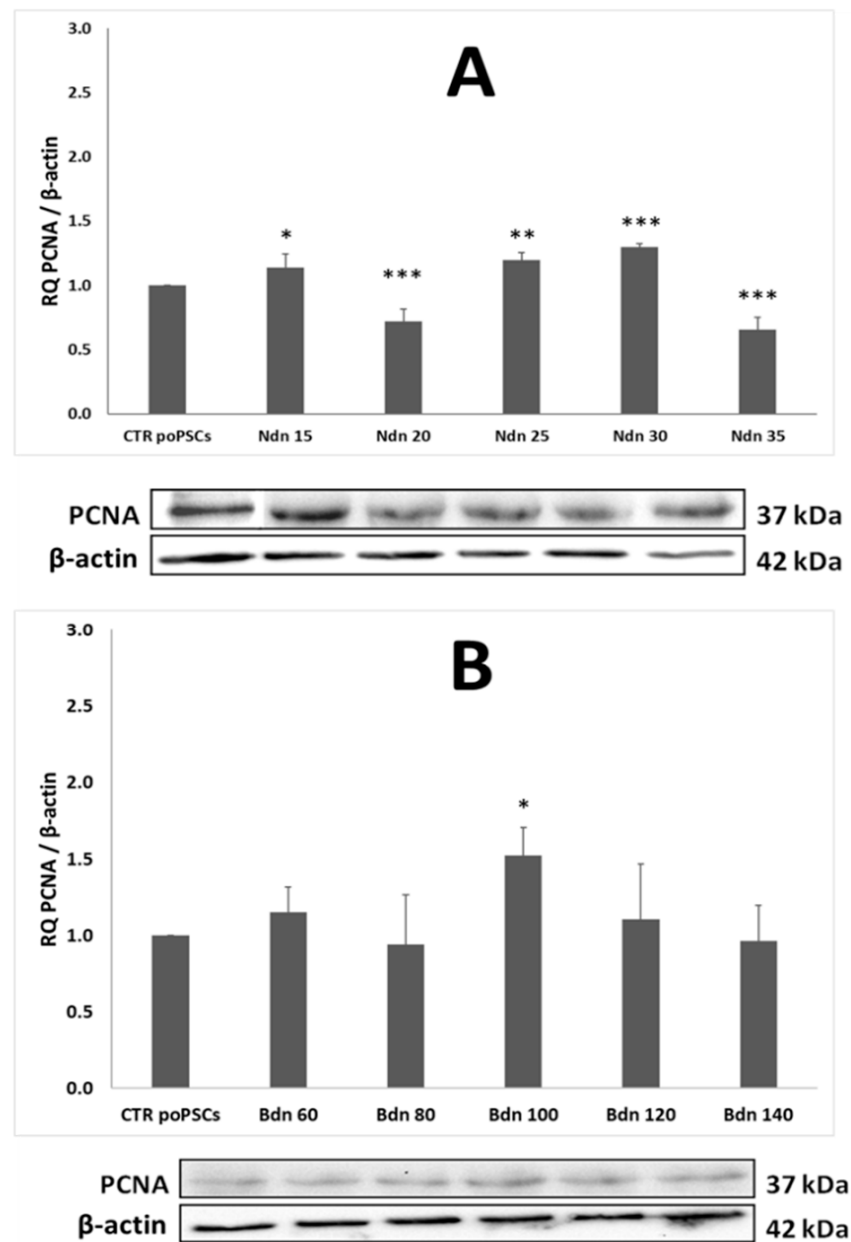 A
3.0
2.5
2.0
1.5
1.0
0.5
0.0
RQ PCNA / β-actin
*
***
**
***
***
CTR poPSCs Ndn 15 Ndn 20 Ndn 25 Ndn 30 Ndn 35
PCNA 37 kDa
β-actin 42 kDa
B
3.0
2.5
2.0
1.5
1.0
0.5
0.0
RQ PCNA / β-actin
*
CTR poPSCs Bdn 60 Bdn 80 Bdn 100 Bdn 120 Bdn 140
PCNA 37 kDa
β-actin 42 kDa